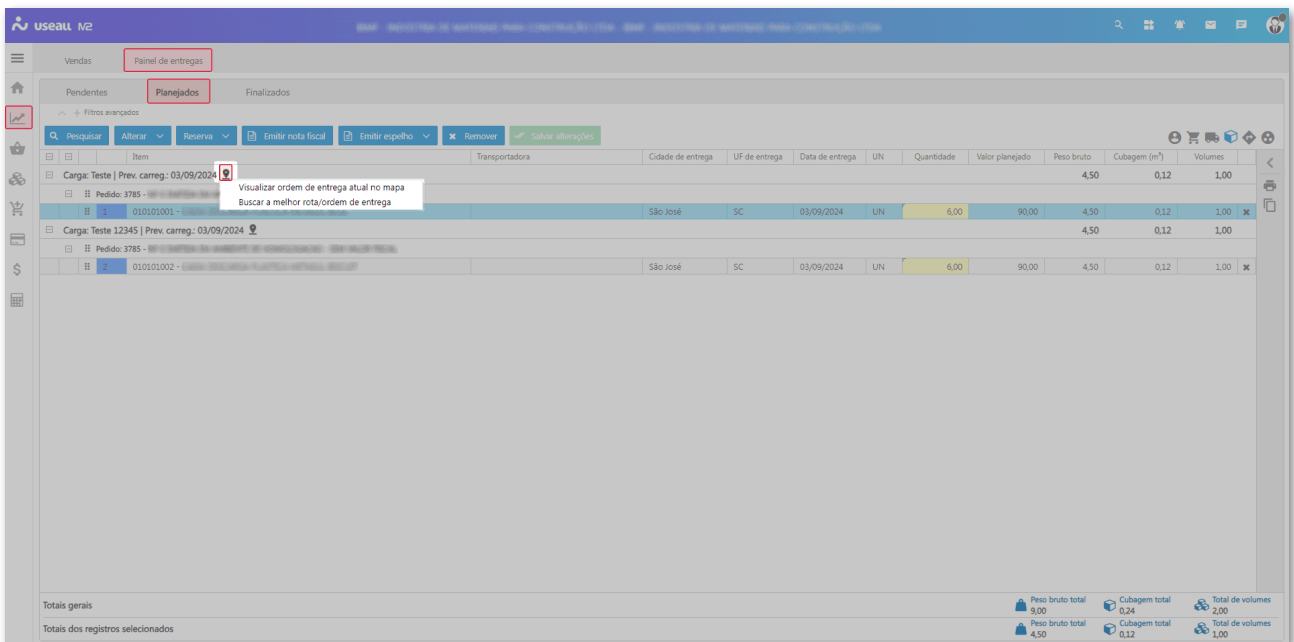 useall M2
Vendas Painel de entregas
Pendentes Planejados Finalizados
Filtros avançados
Pesquisar Alterar Reserva Emitir nota fiscal Emitir espelho Remover Salvar alterações
Item Transportadora Cidade de entrega UF de entrega Data de entrega UN Quantidade Valor planejado Peso bruto Cubagem (m³) Volumes
Carga: Teste | Prev. carreg.: 03/09/2024 4,50 0,12 1,00
Visualizar ordem de entrega atual no mapa
Pedido: 3785 -
Buscar a melhor rota/ordem de entrega
1 010101001 - São José SC 03/09/2024 UN 6,00 90,00 4,50 0,12 1,00
Carga: Teste 12345 | Prev. carreg.: 03/09/2024 4,50 0,12 1,00
Pedido: 3785 -
2 010101002 - São José SC 03/09/2024 UN 6,00 90,00 4,50 0,12 1,00
Totais gerais Peso bruto total 9,00 Cubagem total 0,24 Total de volumes 2,00
Totais dos registros selecionados Peso bruto total 4,50 Cubagem total 0,12 Total de volumes 1,00